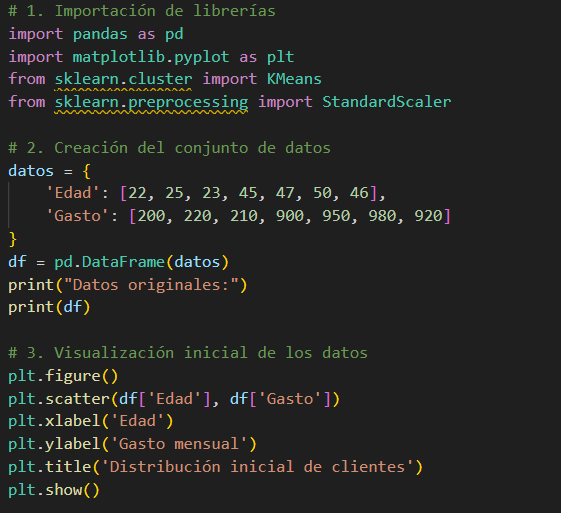 # 1. Importación de librerías
import pandas as pd
import matplotlib.pyplot as plt
from sklearn.cluster import KMeans
from sklearn.preprocessing import StandardScaler

# 2. Creación del conjunto de datos
datos = {
    'Edad': [22, 25, 23, 45, 47, 50, 46],
    'Gasto': [200, 220, 210, 900, 950, 980, 920]
}
df = pd.DataFrame(datos)
print("Datos originales:")
print(df)

# 3. Visualización inicial de los datos
plt.figure()
plt.scatter(df['Edad'], df['Gasto'])
plt.xlabel('Edad')
plt.ylabel('Gasto mensual')
plt.title('Distribución inicial de clientes')
plt.show()